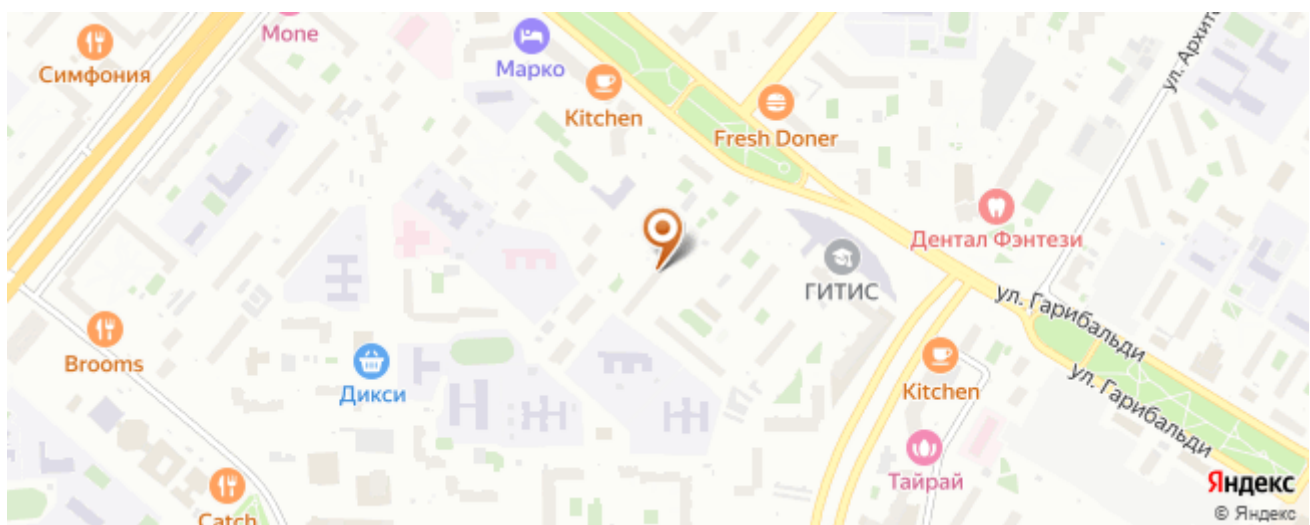 Mone
Симфония
Марко
Kitchen
Fresh Doner
ул. Архит
Дентал Фэнтези
ГИТИС
ул. Гарибальди
Brooms
Дикси
Kitchen
ул. Гарибальди
Тайрай
Catch
Яндекс
© Яндекс